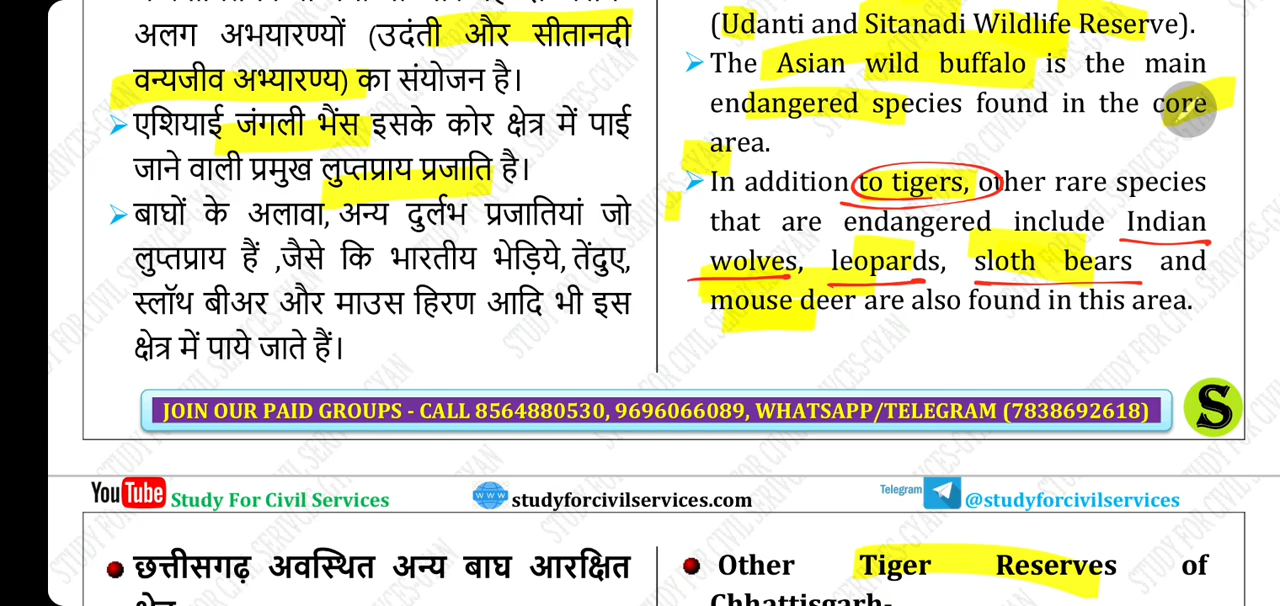 अलग अभयारण्यों (उदंती और सीतानदी
वन्यजीव अभ्यारण्य) का संयोजन है।
➢ एशियाई जंगली भैंस इसके कोर क्षेत्र में पाई
जाने वाली प्रमुख लुप्तप्राय प्रजाति है।
➢ बाघों के अलावा, अन्य दुर्लभ प्रजातियां जो
लुप्तप्राय हैं ,जैसे कि भारतीय भेड़िये, तेंदुए,
स्लॉथ बीअर और माउस हिरण आदि भी इस
क्षेत्र में पाये जाते हैं।
(Udanti and Sitanadi Wildlife Reserve).
➢ The Asian wild buffalo is the main
endangered species found in the core
area.
➢ In addition to tigers, other rare species
that are endangered include Indian
wolves, leopards, sloth bears and
mouse deer are also found in this area.
JOIN OUR PAID GROUPS - CALL 8564880530, 9696066089, WHATSAPP/TELEGRAM (7838692618)
S
YouTube Study For Civil Services
www studyforcivilservices.com
Telegram @studyforcivilservices
● छत्तीसगढ़ अवस्थित अन्य बाघ आरक्षित
● Other Tiger Reserves of
Chhattisgarh-